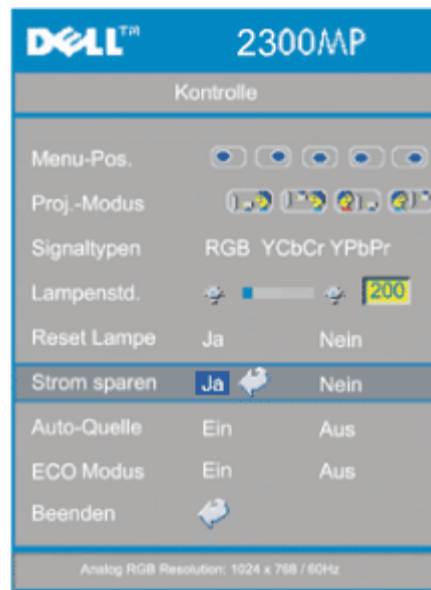 DELL™ 2300MP
Kontrolle
Menu-Pos.
Proj.-Modus
Signaltypen RGB YCbCr YPbPr
Lampenstd. 200
Reset Lampe Ja Nein
Strom sparen Ja Nein
Auto-Quelle Ein Aus
ECO Modus Ein Aus
Beenden
Analog RGB Resolution: 1024 x 768 / 60Hz